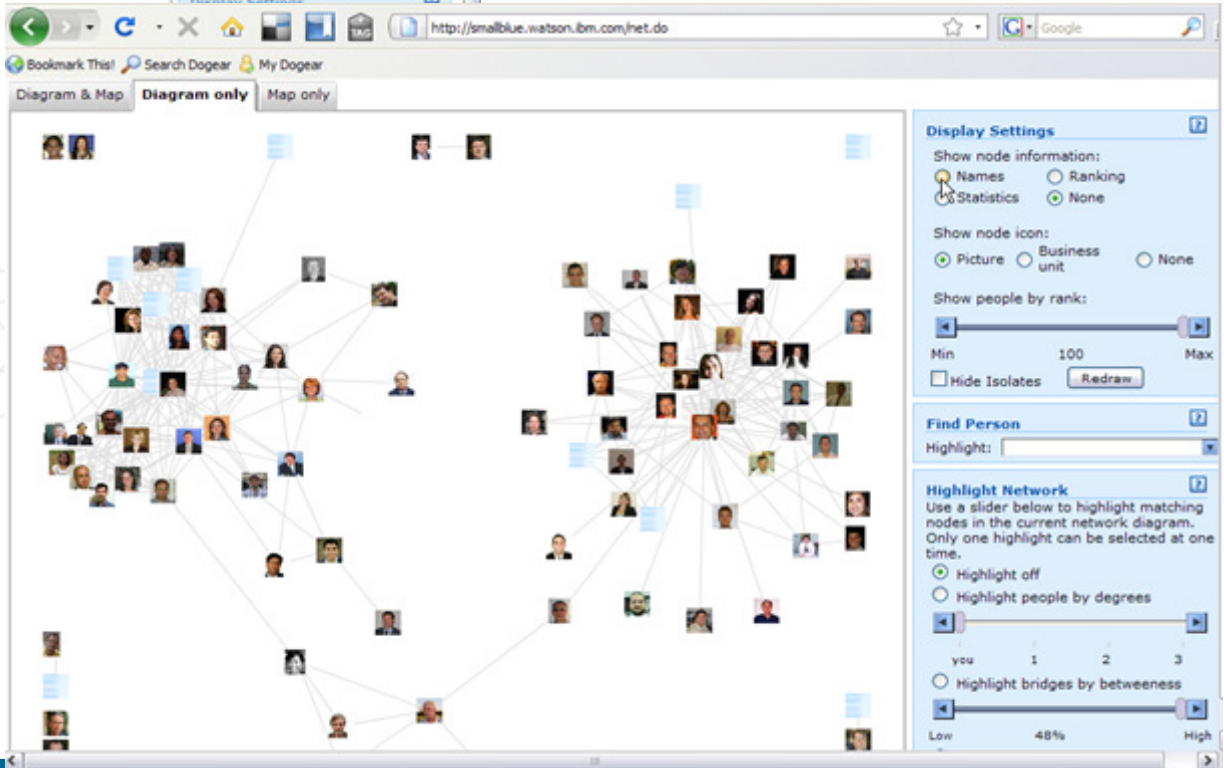 http://smallblue.watson.ibm.com/net.do
Google
Bookmark This! Search Dogear My Dogear
Diagram & Map Diagram only Map only
Display Settings
Show node information:
Names Ranking
Statistics None
Show node icon:
Picture Business unit None
Show people by rank:
Min 100 Max
Hide Isolates Redraw
Find Person
Highlight:
Highlight Network
Use a slider below to highlight matching
nodes in the current network diagram.
Only one highlight can be selected at one
time.
Highlight off
Highlight people by degrees
you 1 2 3
Highlight bridges by betweeness
Low 48% High